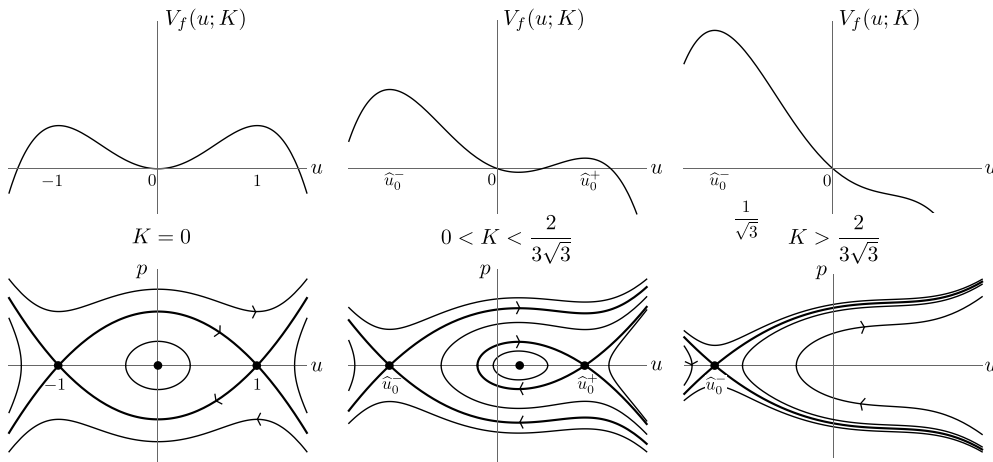 V_f(u; K)
V_f(u; K)
V_f(u; K)
−1 0 1 u
û_0^- 0 û_0^+ u
û_0^- 0 u
1/√3
K = 0
0 < K < 2/(3√3)
K > 2/(3√3)
p
p
p
−1 1 u
û_0^- û_0^+ u
û_0^- u